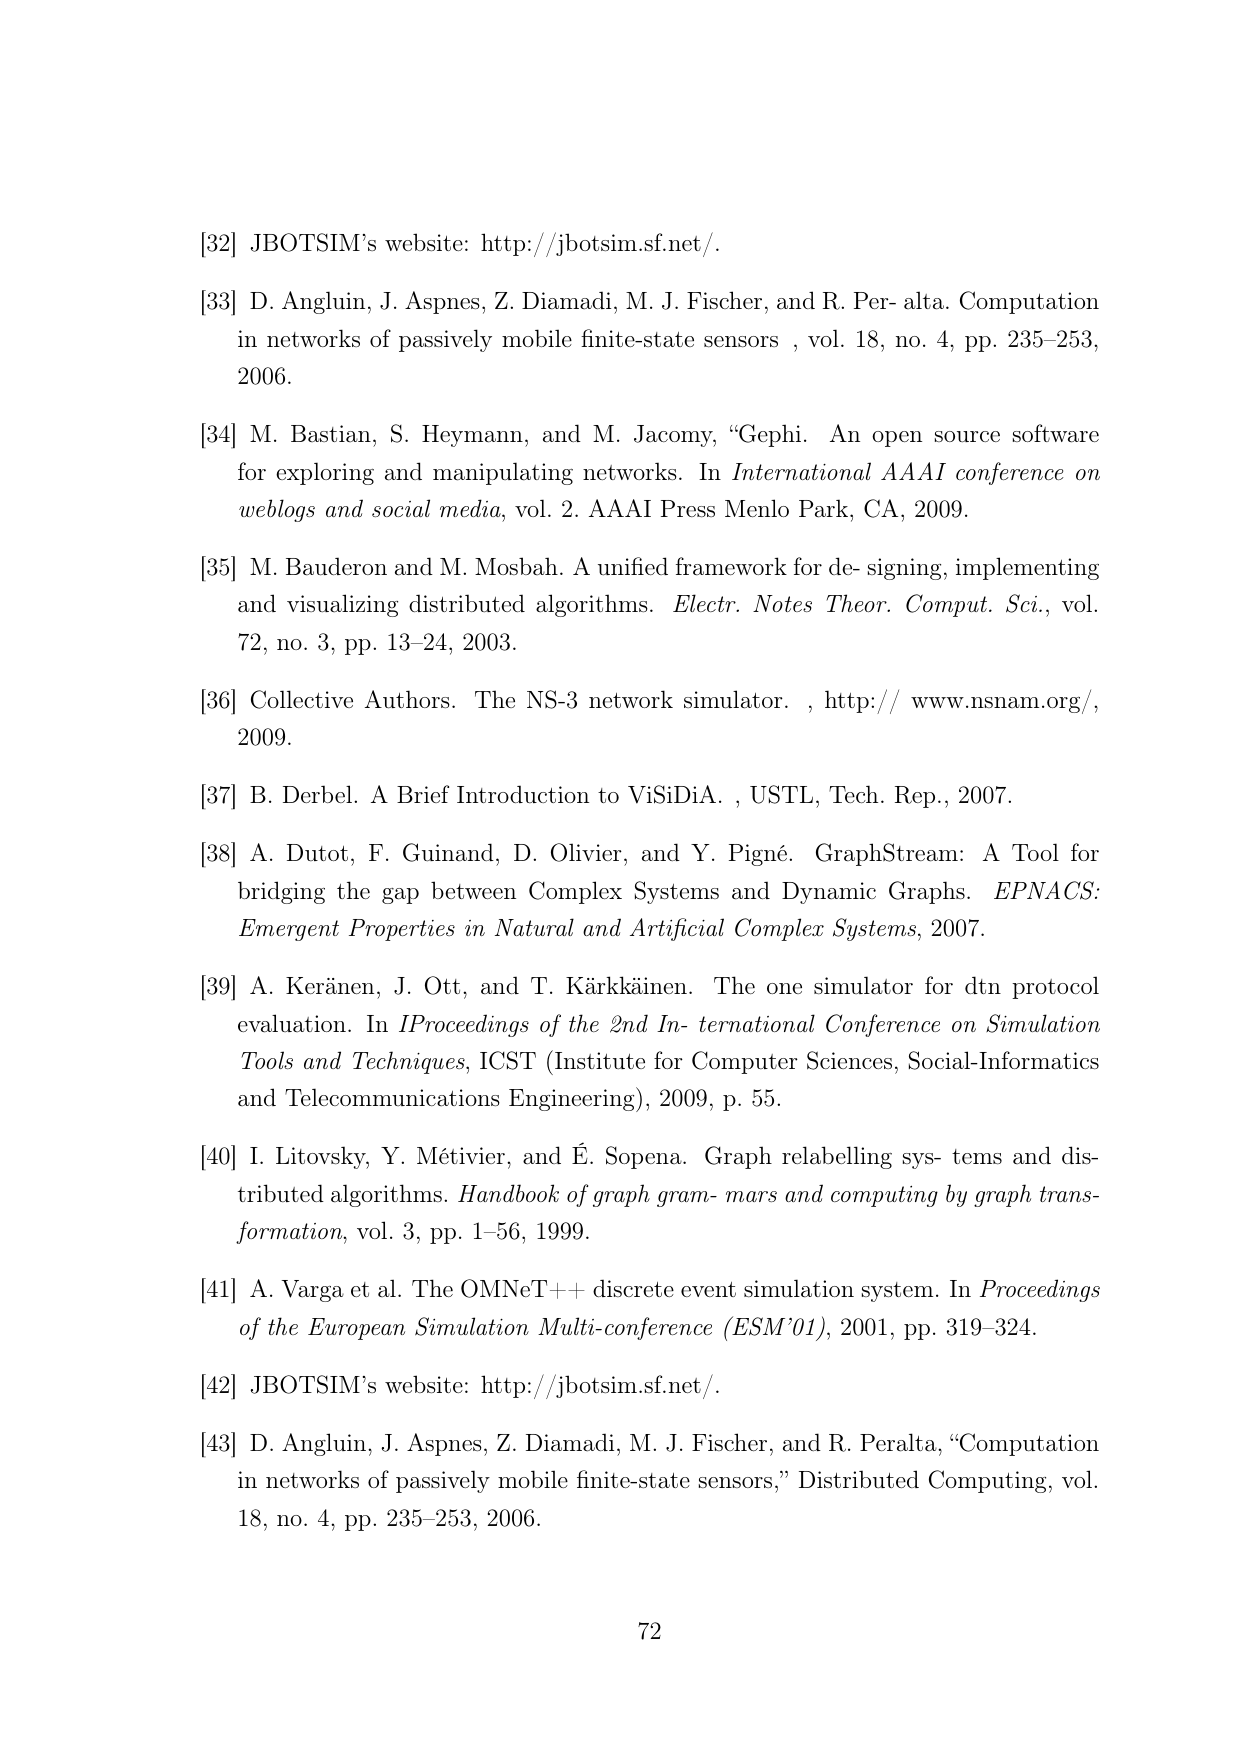 [32] JBOTSIM's website: http://jbotsim.sf.net/.
[33] D. Angluin, J. Aspnes, Z. Diamadi, M. J. Fischer, and R. Per- alta. Computation
in networks of passively mobile finite-state sensors , vol. 18, no. 4, pp. 235–253,
2006.
[34] M. Bastian, S. Heymann, and M. Jacomy, “Gephi. An open source software
for exploring and manipulating networks. In International AAAI conference on
weblogs and social media, vol. 2. AAAI Press Menlo Park, CA, 2009.
[35] M. Bauderon and M. Mosbah. A unified framework for de- signing, implementing
and visualizing distributed algorithms. Electr. Notes Theor. Comput. Sci., vol.
72, no. 3, pp. 13–24, 2003.
[36] Collective Authors. The NS-3 network simulator. , http:// www.nsnam.org/,
2009.
[37] B. Derbel. A Brief Introduction to ViSiDiA. , USTL, Tech. Rep., 2007.
[38] A. Dutot, F. Guinand, D. Olivier, and Y. Pigné. GraphStream: A Tool for
bridging the gap between Complex Systems and Dynamic Graphs. EPNACS:
Emergent Properties in Natural and Artificial Complex Systems, 2007.
[39] A. Keränen, J. Ott, and T. Kärkkäinen. The one simulator for dtn protocol
evaluation. In IProceedings of the 2nd In- ternational Conference on Simulation
Tools and Techniques, ICST (Institute for Computer Sciences, Social-Informatics
and Telecommunications Engineering), 2009, p. 55.
[40] I. Litovsky, Y. Métivier, and É. Sopena. Graph relabelling sys- tems and dis-
tributed algorithms. Handbook of graph gram- mars and computing by graph trans-
formation, vol. 3, pp. 1–56, 1999.
[41] A. Varga et al. The OMNeT++ discrete event simulation system. In Proceedings
of the European Simulation Multi-conference (ESM'01), 2001, pp. 319–324.
[42] JBOTSIM's website: http://jbotsim.sf.net/.
[43] D. Angluin, J. Aspnes, Z. Diamadi, M. J. Fischer, and R. Peralta, “Computation
in networks of passively mobile finite-state sensors,” Distributed Computing, vol.
18, no. 4, pp. 235–253, 2006.
72